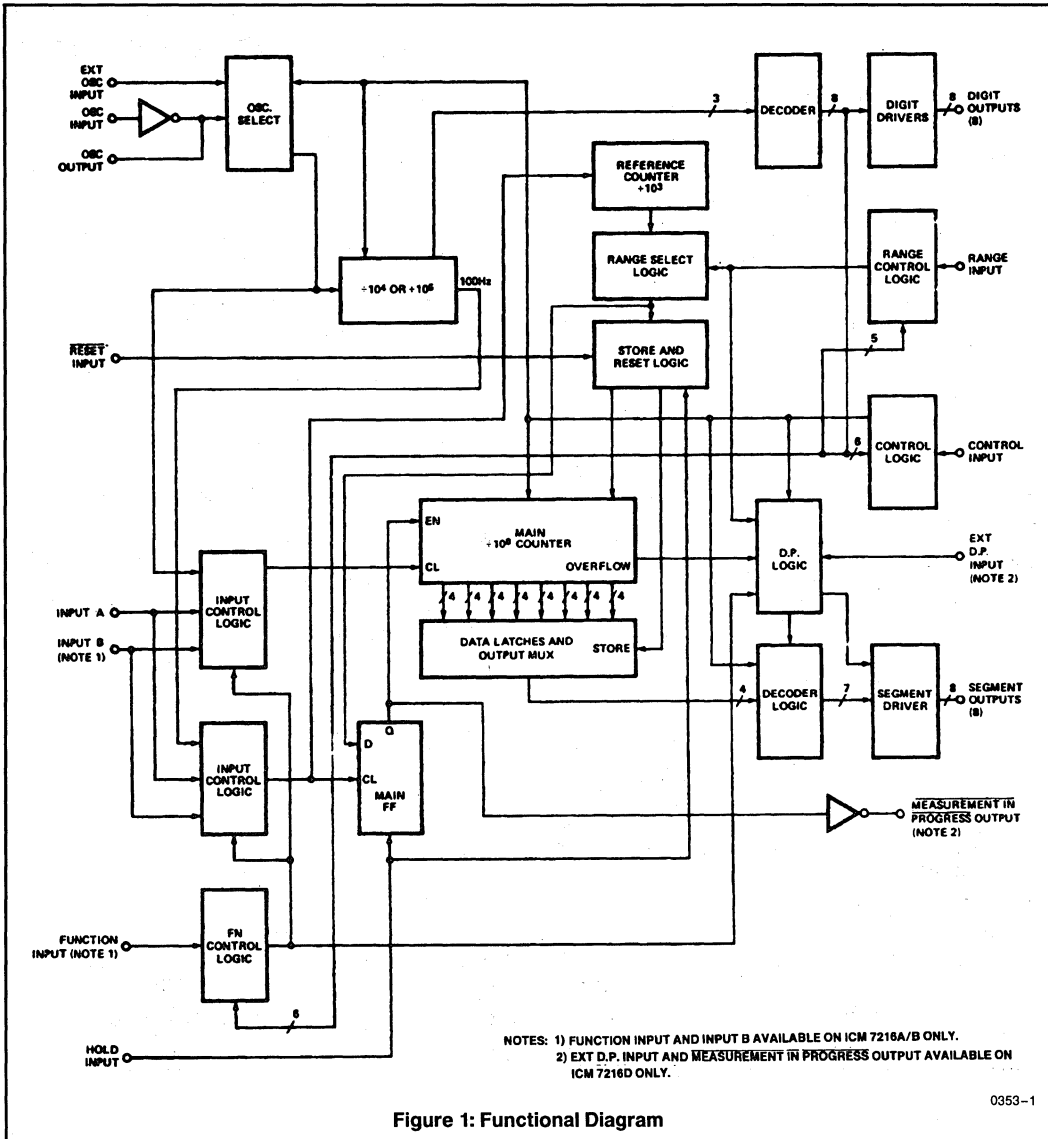 EXT
OSC
INPUT
OSC
INPUT
OSC
OUTPUT
OSC.
SELECT
3
DECODER
8
DIGIT
DRIVERS
8
DIGIT
OUTPUTS
(8)
REFERENCE
COUNTER
÷10³
RANGE SELECT
LOGIC
RANGE
CONTROL
LOGIC
RANGE
INPUT
÷10⁴ OR ÷10⁵
100Hz
RESET
INPUT
STORE AND
RESET LOGIC
5
6
CONTROL
LOGIC
CONTROL
INPUT
EN
MAIN
÷10⁸ COUNTER
CL
OVERFLOW
D.P.
LOGIC
EXT
D.P.
INPUT
(NOTE 2)
4 4 4 4 4 4 4 4
INPUT A
INPUT B
(NOTE 1)
INPUT
CONTROL
LOGIC
DATA LATCHES AND
OUTPUT MUX
STORE
4
DECODER
LOGIC
7
SEGMENT
DRIVER
8
SEGMENT
OUTPUTS
(8)
INPUT
CONTROL
LOGIC
Q
D
CL
MAIN
FF
MEASUREMENT IN
PROGRESS OUTPUT
(NOTE 2)
FUNCTION
INPUT (NOTE 1)
FN
CONTROL
LOGIC
6
HOLD
INPUT
NOTES: 1) FUNCTION INPUT AND INPUT B AVAILABLE ON ICM 7216A/B ONLY.
2) EXT D.P. INPUT AND MEASUREMENT IN PROGRESS OUTPUT AVAILABLE ON
ICM 7216D ONLY.
0353–1
Figure 1: Functional Diagram